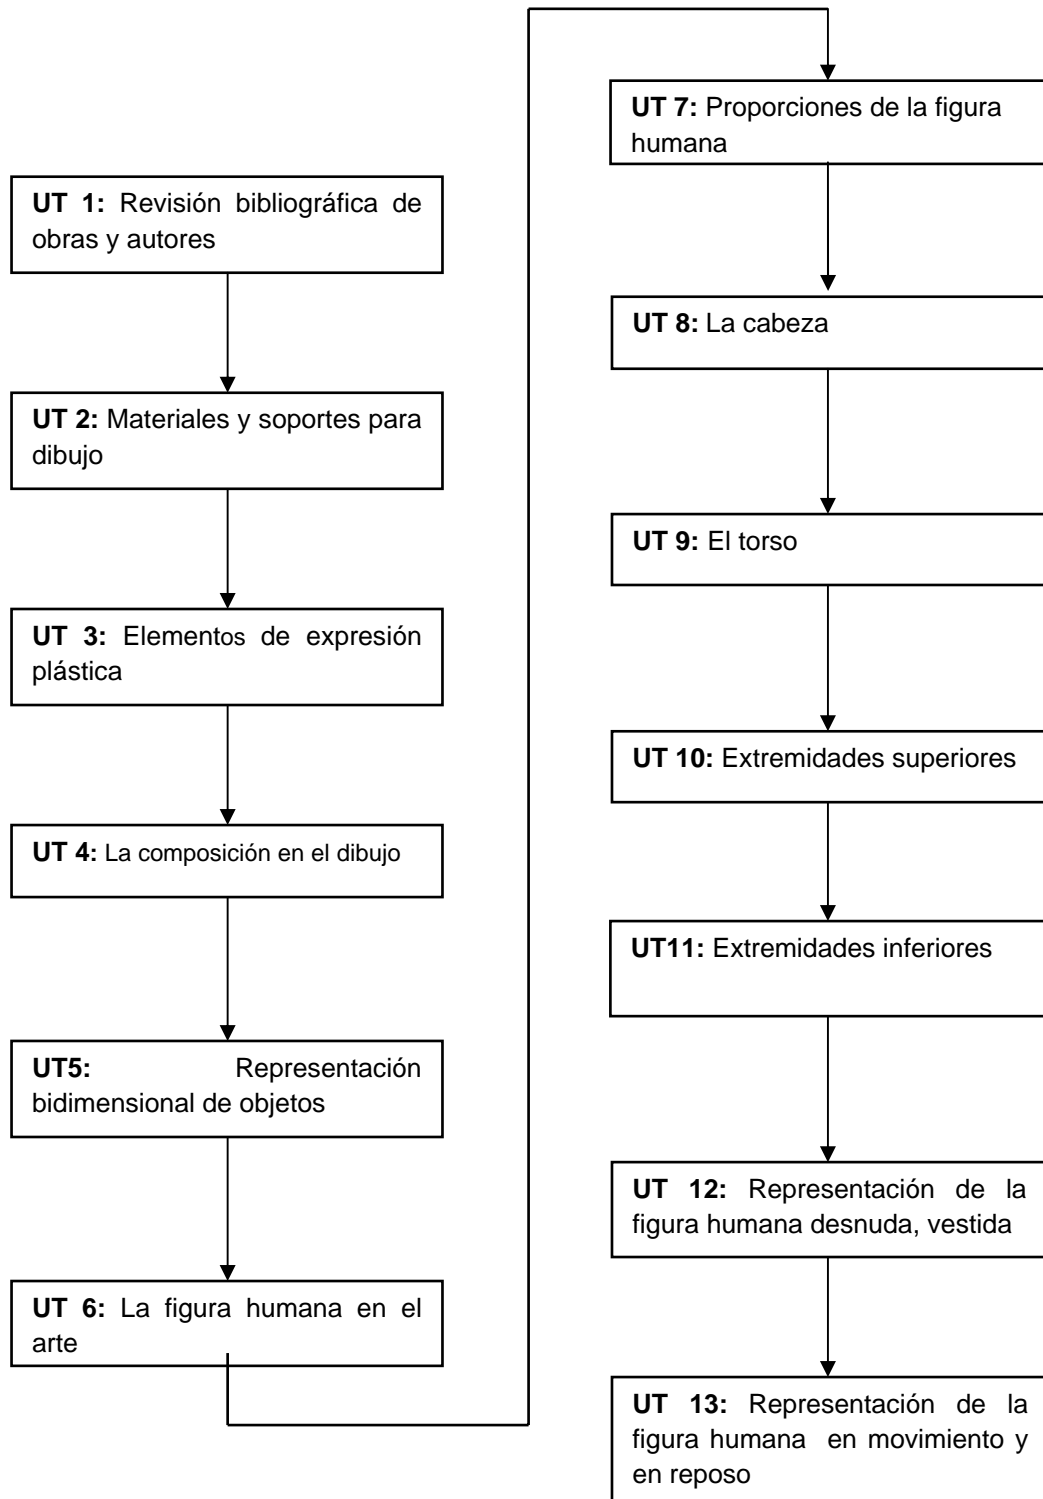 UT 1: Revisión bibliográfica de
obras y autores
UT 2: Materiales y soportes para
dibujo
UT 3: Elementos de expresión
plástica
UT 4: La composición en el dibujo
UT5: Representación
bidimensional de objetos
UT 6: La figura humana en el
arte
UT 7: Proporciones de la figura
humana
UT 8: La cabeza
UT 9: El torso
UT 10: Extremidades superiores
UT11: Extremidades inferiores
UT 12: Representación de la
figura humana desnuda, vestida
UT 13: Representación de la
figura humana en movimiento y
en reposo